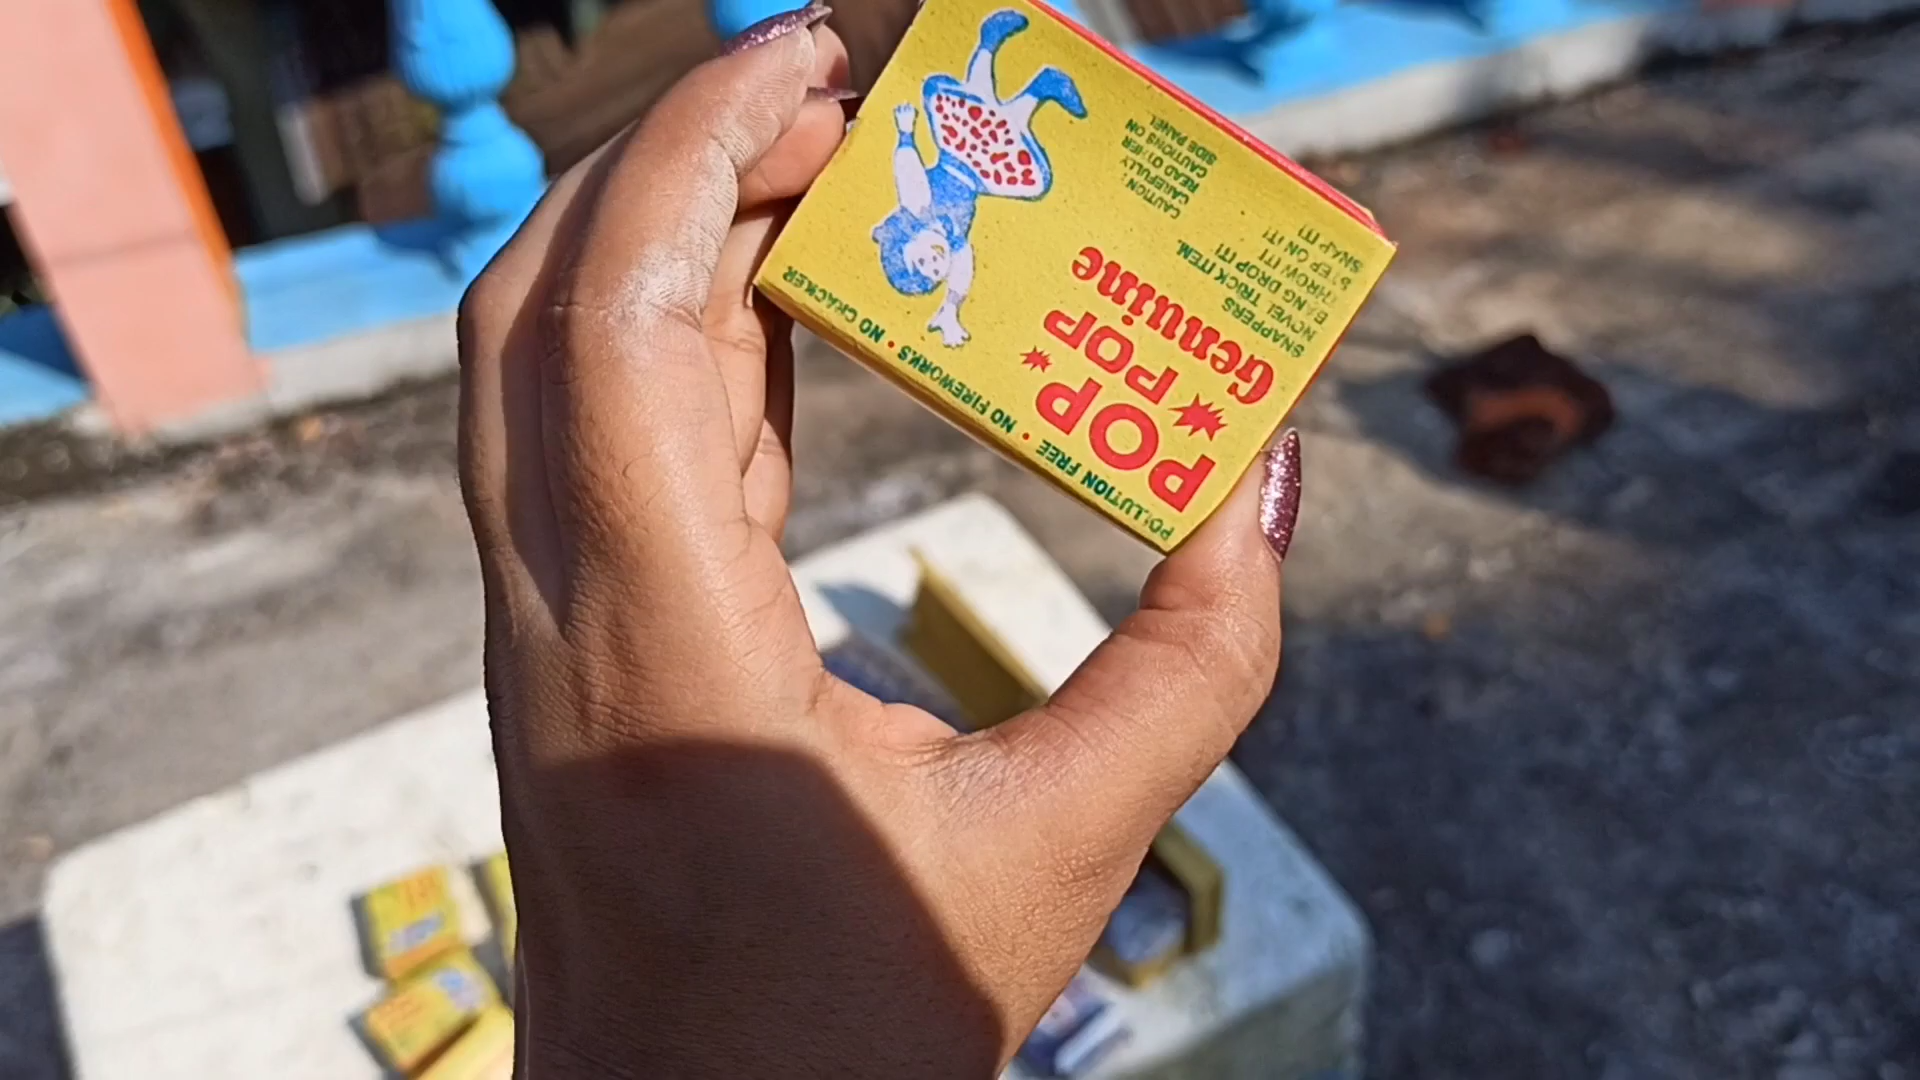 POLLUTION FREE • NO FIREWORKS • NO CRACKER
POP
POP
Genuine
SNAPPERS
NOVEL TRICK ITEM.
BANG DROP IT!
THROW IT!
STEP ON IT!
SNAP IT!
CAUTION:
CAREFULLY
READ OTHER
CAUTIONS ON
SIDE PANEL